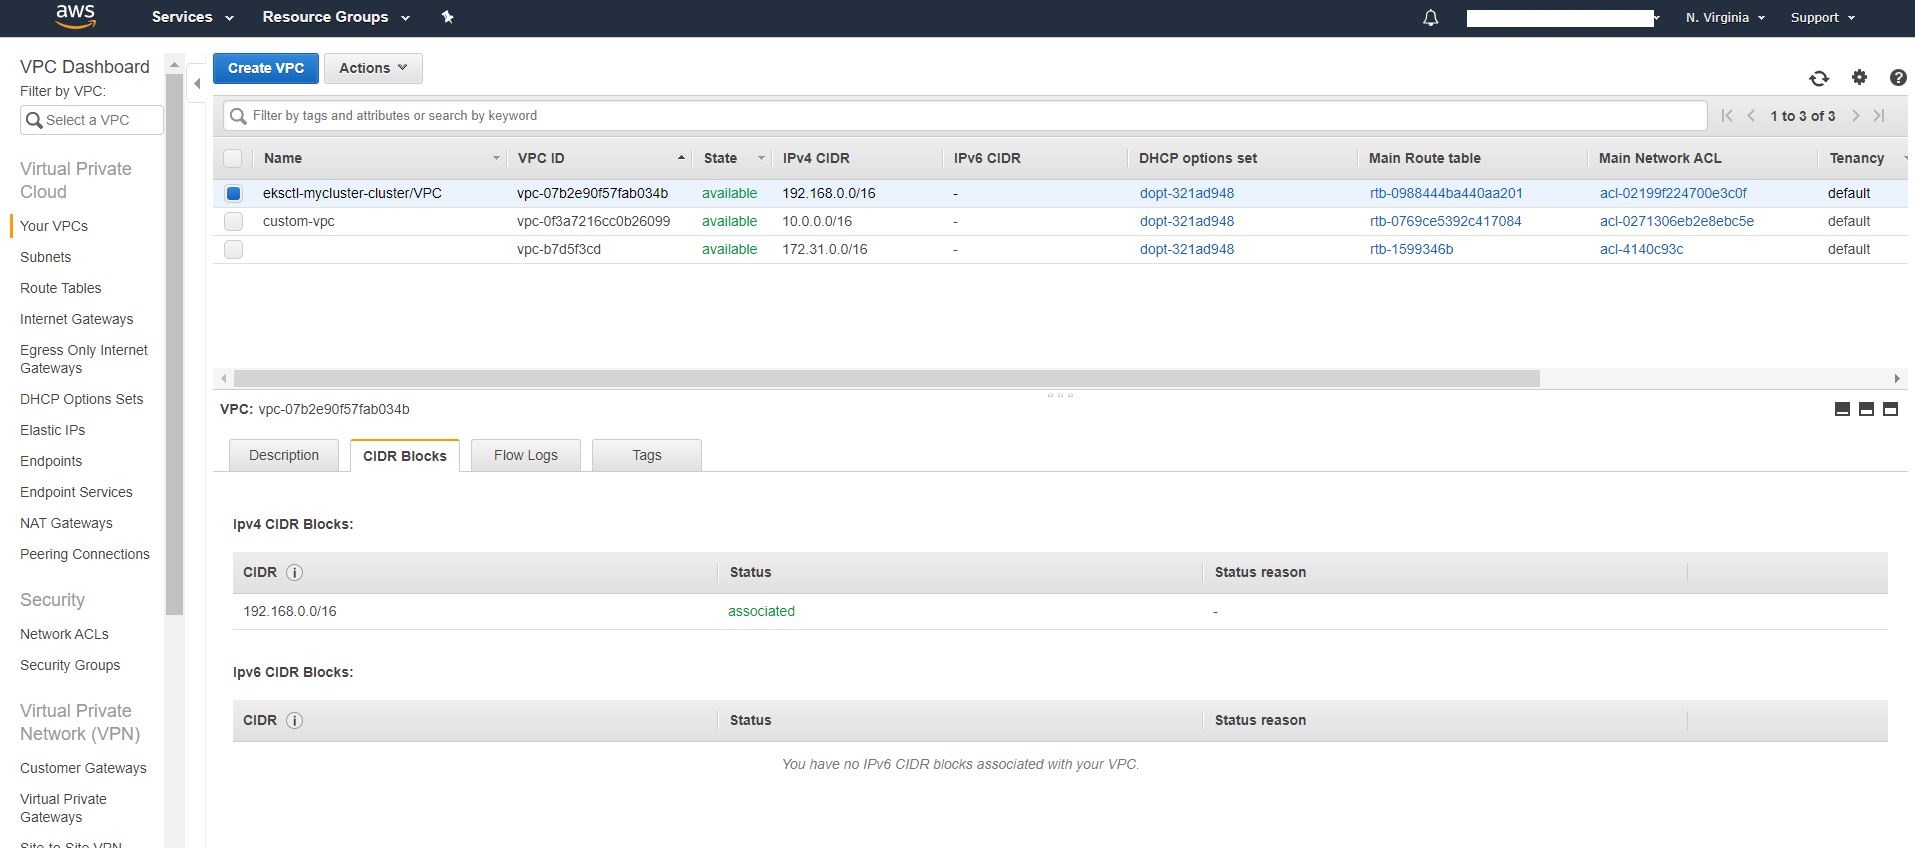 aws Services Resource Groups N. Virginia Support
VPC Dashboard
Filter by VPC:
Select a VPC
Virtual Private
Cloud
Your VPCs
Subnets
Route Tables
Internet Gateways
Egress Only Internet
Gateways
DHCP Options Sets
Elastic IPs
Endpoints
Endpoint Services
NAT Gateways
Peering Connections
Security
Network ACLs
Security Groups
Virtual Private
Network (VPN)
Customer Gateways
Virtual Private
Gateways
Site-to-Site VPN
Create VPC Actions
Filter by tags and attributes or search by keyword 1 to 3 of 3
Name VPC ID State IPv4 CIDR IPv6 CIDR DHCP options set Main Route table Main Network ACL Tenancy
eksctl-mycluster-cluster/VPC vpc-07b2e90f57fab034b available 192.168.0.0/16 - dopt-321ad948 rtb-0988444ba440aa201 acl-02199f224700e3c0f default
custom-vpc vpc-0f3a7216cc0b26099 available 10.0.0.0/16 - dopt-321ad948 rtb-0769ce5392c417084 acl-0271306eb2e8ebc5e default
vpc-b7d5f3cd available 172.31.0.0/16 - dopt-321ad948 rtb-1599346b acl-4140c93c default
VPC: vpc-07b2e90f57fab034b
Description CIDR Blocks Flow Logs Tags
Ipv4 CIDR Blocks:
CIDR i Status Status reason
192.168.0.0/16 associated -
Ipv6 CIDR Blocks:
CIDR i Status Status reason
You have no IPv6 CIDR blocks associated with your VPC.